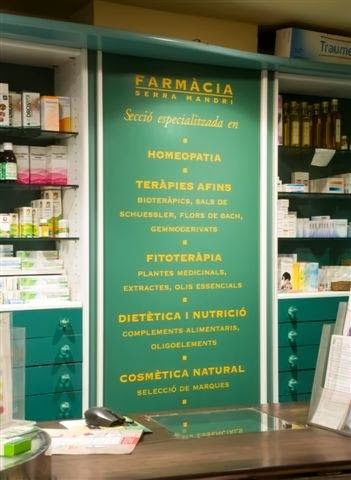 Traume
FARMÀCIA
SERRA MANDRI
Secció especialitzada en
HOMEOPATIA
TERÀPIES AFINS
BIOTERÀPICS, SALS DE
SCHUESSLER, FLORS DE BACH,
GEMMODERIVATS
FITOTERÀPIA
PLANTES MEDICINALS,
EXTRACTES, OLIS ESSENCIALS
DIETÈTICA I NUTRICIÓ
COMPLEMENTS ALIMENTARIS,
OLIGOELEMENTS
COSMÈTICA NATURAL
SELECCIÓ DE MARQUES